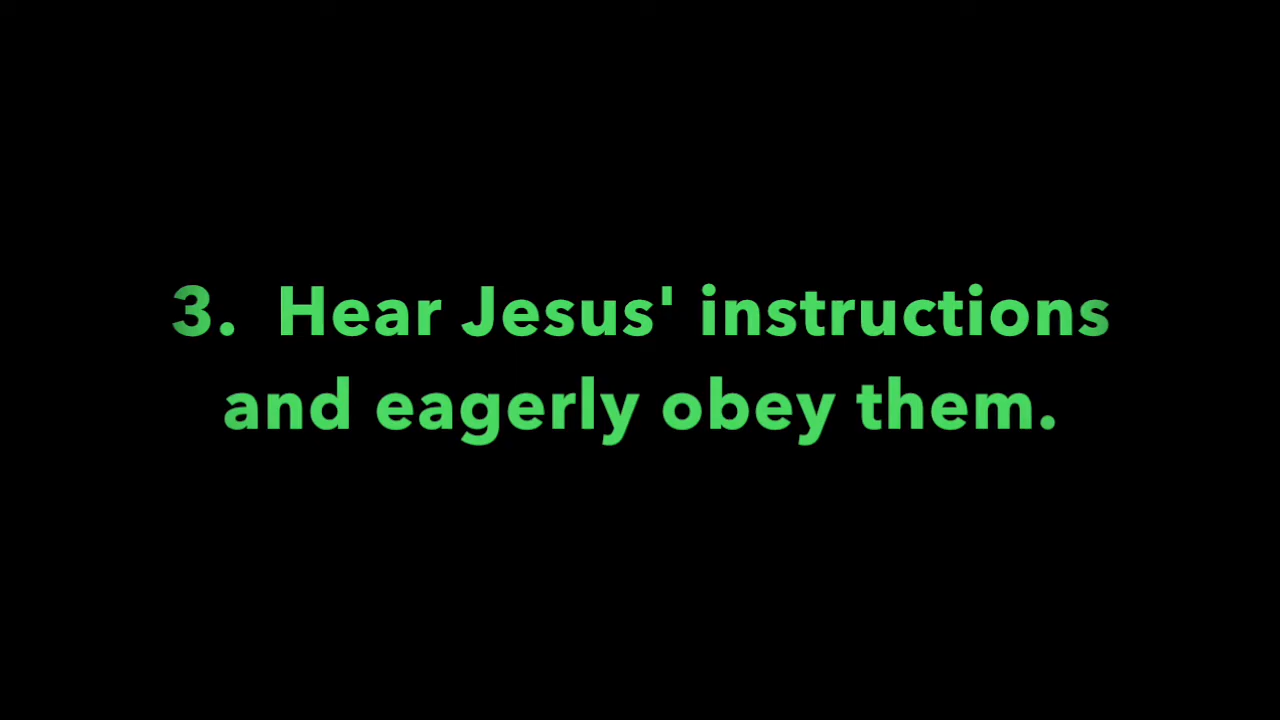 3.  Hear Jesus' instructions
and eagerly obey them.